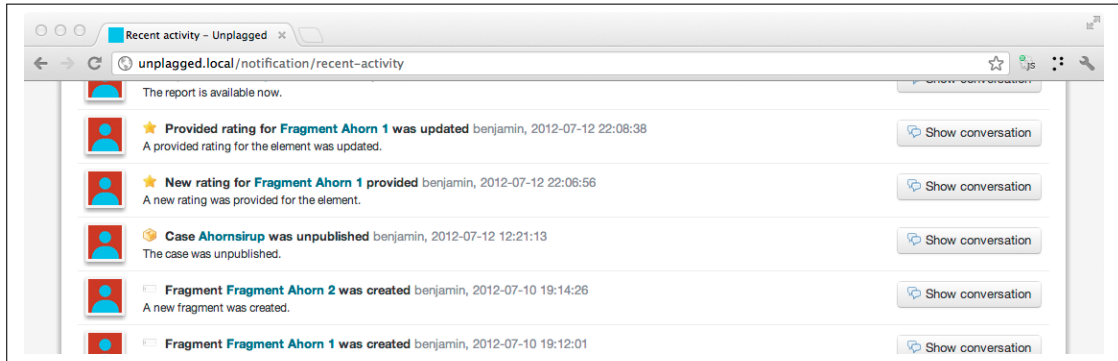 Recent activity – Unplagged
unplagged.local/notification/recent-activity
js
The report is available now.
Show conversation
Provided rating for Fragment Ahorn 1 was updated benjamin, 2012-07-12 22:08:38
A provided rating for the element was updated.
Show conversation
New rating for Fragment Ahorn 1 provided benjamin, 2012-07-12 22:06:56
A new rating was provided for the element.
Show conversation
Case Ahornsirup was unpublished benjamin, 2012-07-12 12:21:13
The case was unpublished.
Show conversation
Fragment Fragment Ahorn 2 was created benjamin, 2012-07-10 19:14:26
A new fragment was created.
Show conversation
Fragment Fragment Ahorn 1 was created benjamin, 2012-07-10 19:12:01
Show conversation